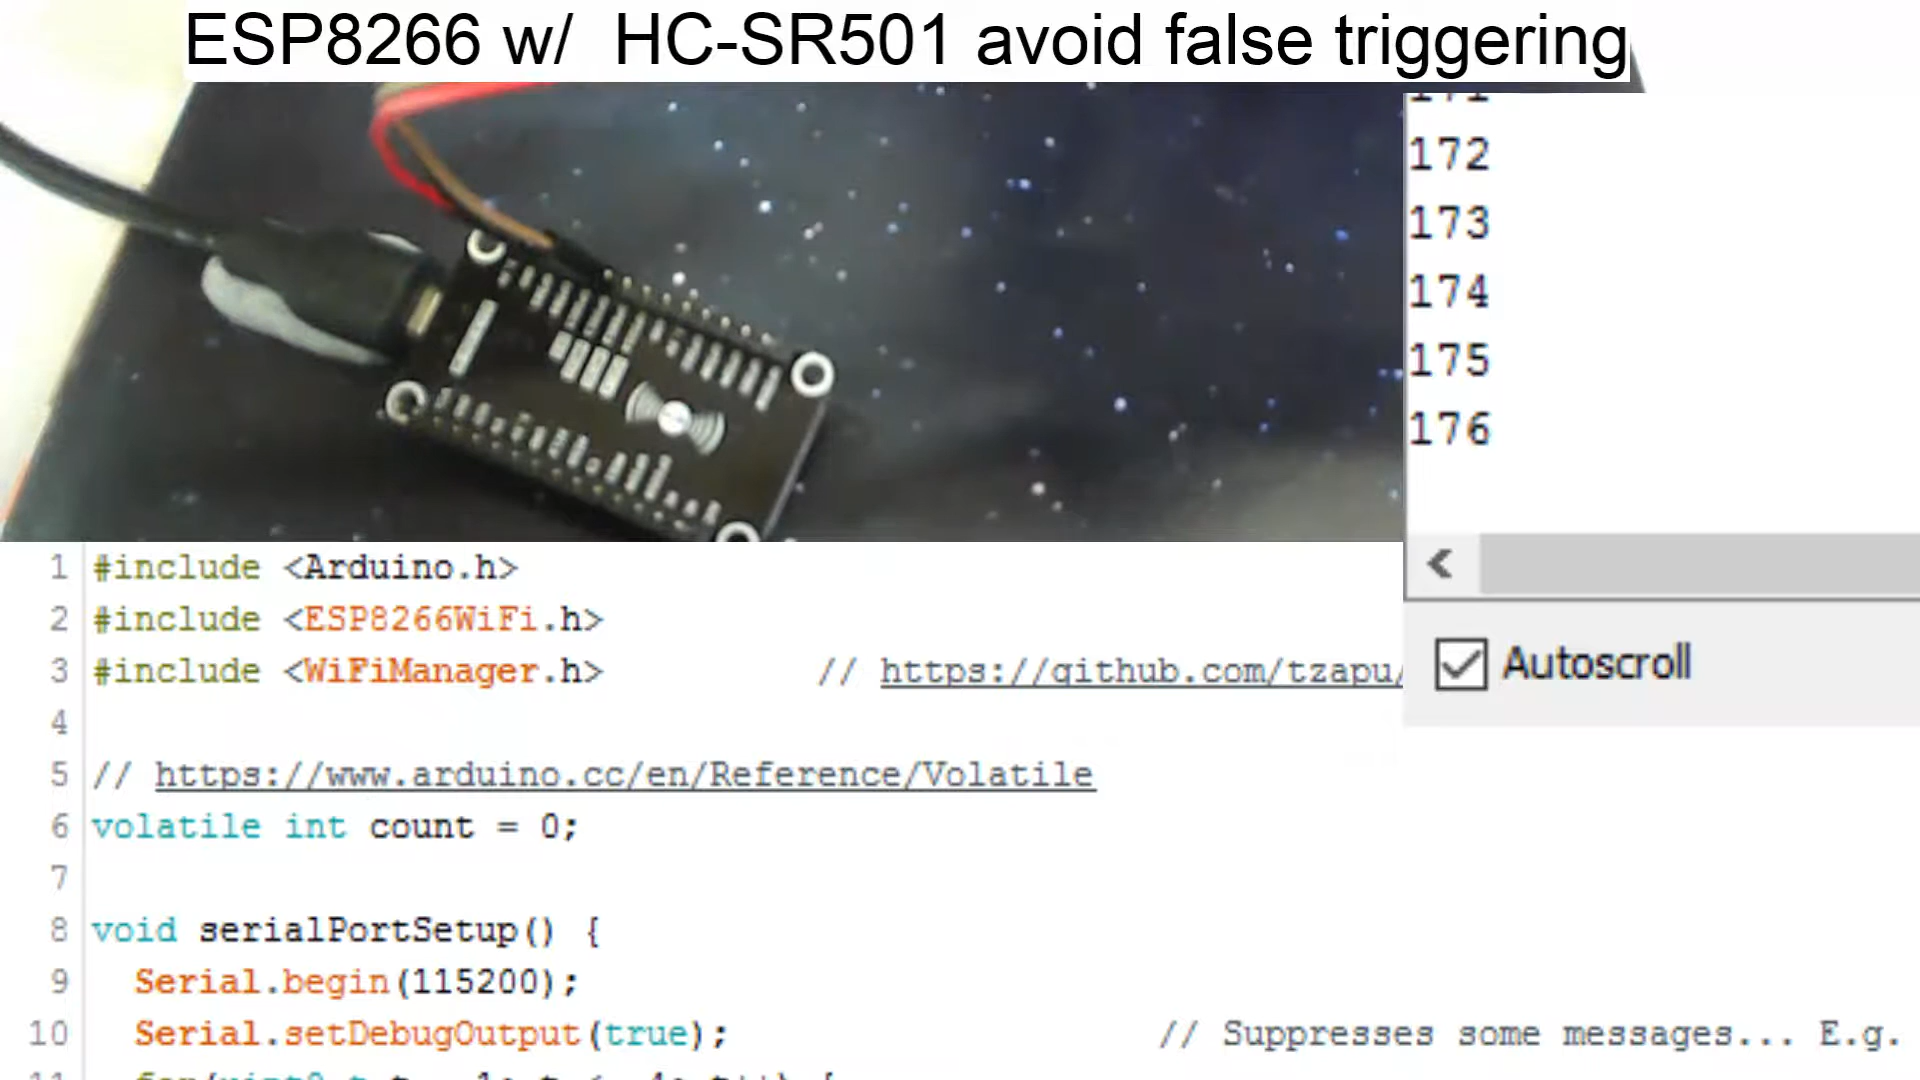 ESP8266 w/  HC-SR501 avoid false triggering
172
173
174
175
176
Autoscroll
1 #include <Arduino.h>
2 #include <ESP8266WiFi.h>
3 #include <WiFiManager.h> // https://github.com/tzapu/
4
5 // https://www.arduino.cc/en/Reference/Volatile
6 volatile int count = 0;
7
8 void serialPortSetup() {
9 Serial.begin(115200);
10 Serial.setDebugOutput(true); // Suppresses some messages... E.g.